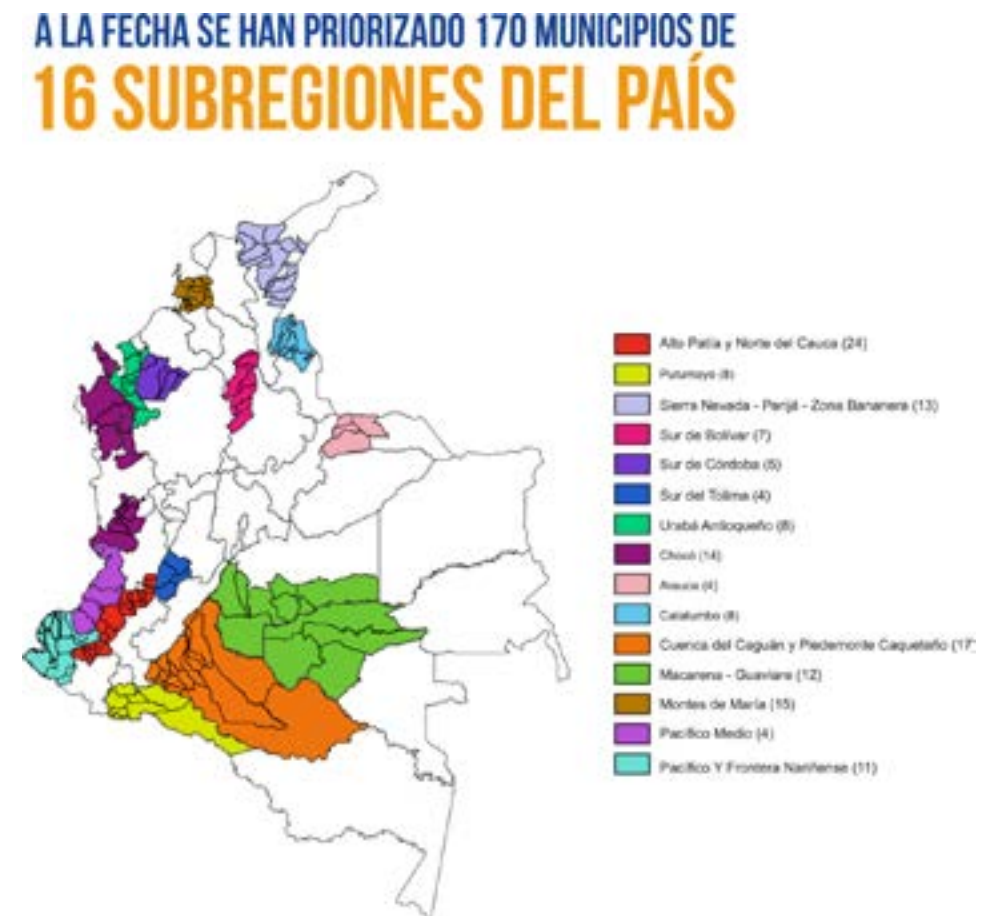 A LA FECHA SE HAN PRIORIZADO 170 MUNICIPIOS DE
16 SUBREGIONES DEL PAÍS
Alto Patía y Norte del Cauca (24)
Putumayo
Sierra Nevada - Perijá - Zona Bananera (13)
Sur de Bolívar (7)
Sur de Córdoba (5)
Sur del Tolima (4)
Urabá Antioqueño (8)
Chocó (14)
Arauca (4)
Catatumbo (8)
Cuenca del Caguán y Piedemonte Caqueteño (17
Macarena - Guaviare (12)
Montes de María (15)
Pacífico Medio (4)
Pacífico Y Frontera Nariñense (11)